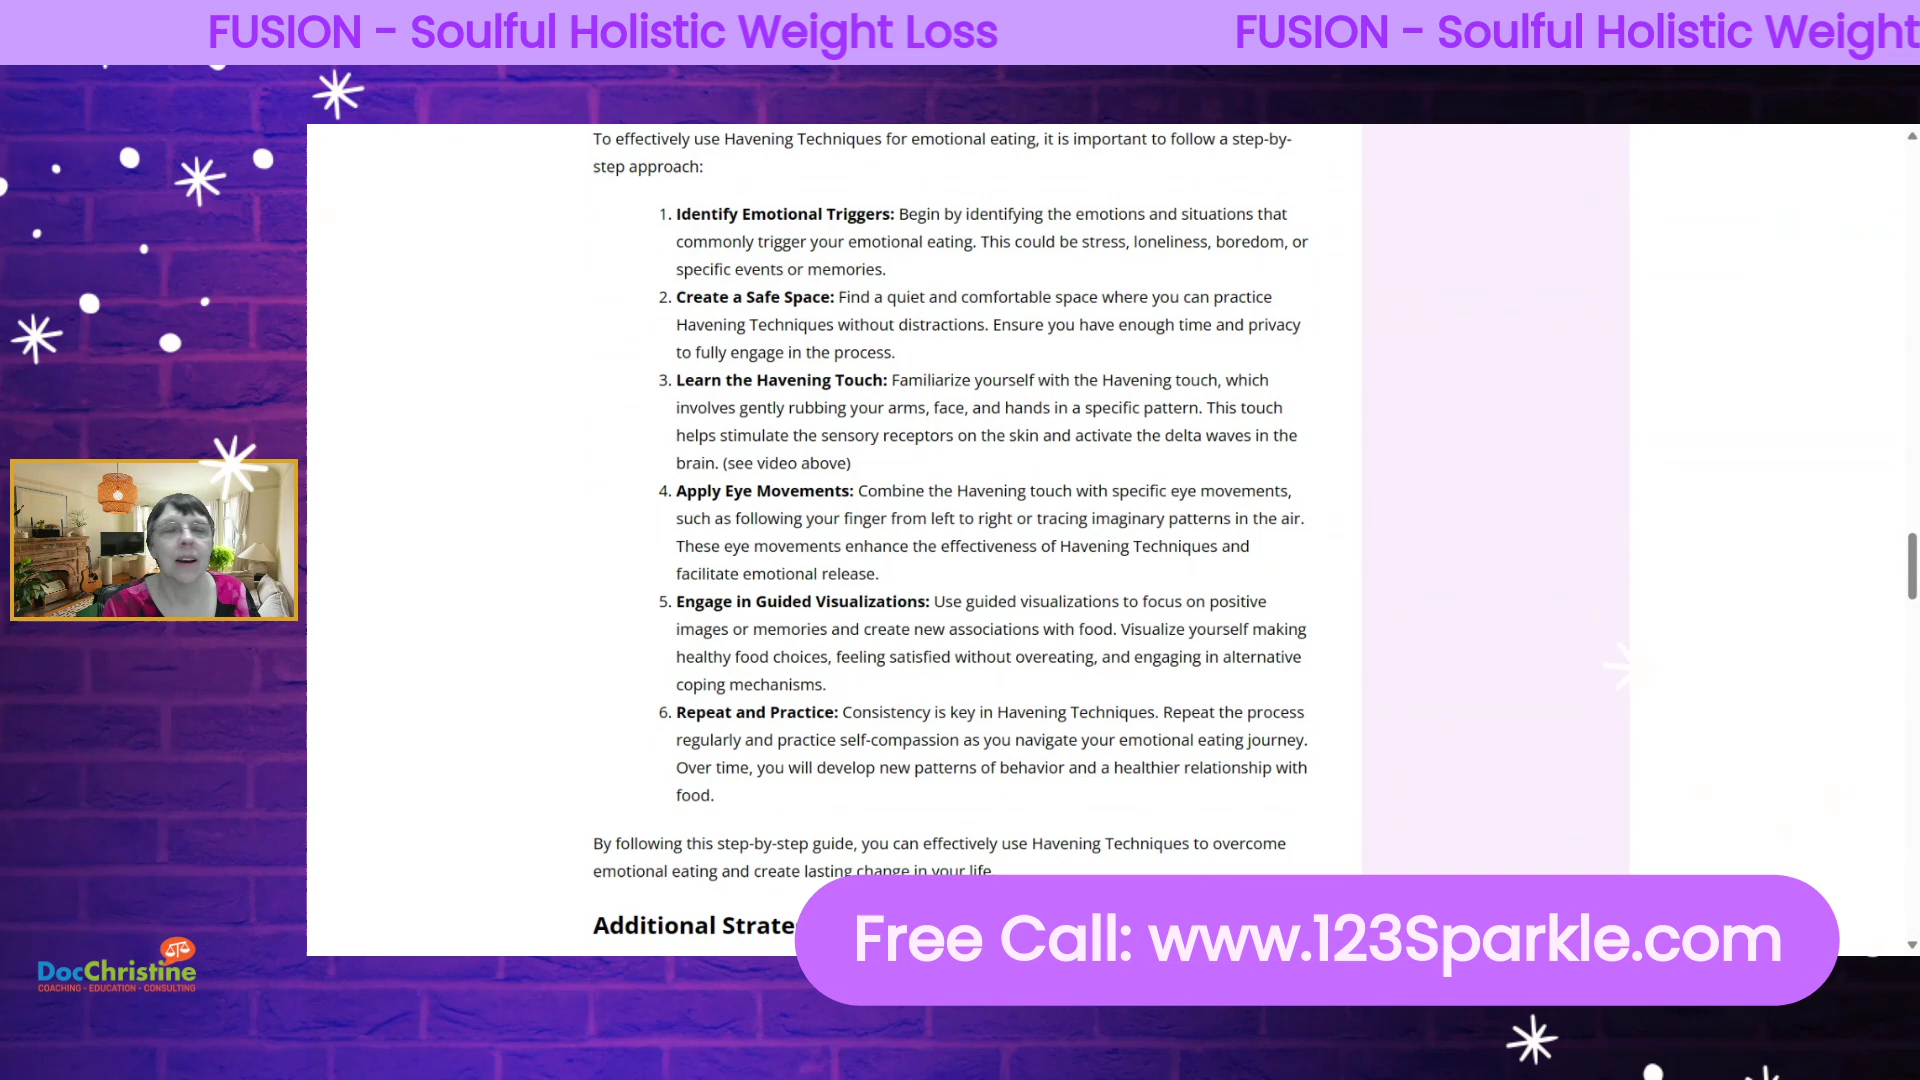 FUSION - Soulful Holistic Weight Loss
FUSION - Soulful Holistic Weight
To effectively use Havening Techniques for emotional eating, it is important to follow a step-by-
step approach:
1. Identify Emotional Triggers: Begin by identifying the emotions and situations that
commonly trigger your emotional eating. This could be stress, loneliness, boredom, or
specific events or memories.
2. Create a Safe Space: Find a quiet and comfortable space where you can practice
Havening Techniques without distractions. Ensure you have enough time and privacy
to fully engage in the process.
3. Learn the Havening Touch: Familiarize yourself with the Havening touch, which
involves gently rubbing your arms, face, and hands in a specific pattern. This touch
helps stimulate the sensory receptors on the skin and activate the delta waves in the
brain. (see video above)
4. Apply Eye Movements: Combine the Havening touch with specific eye movements,
such as following your finger from left to right or tracing imaginary patterns in the air.
These eye movements enhance the effectiveness of Havening Techniques and
facilitate emotional release.
5. Engage in Guided Visualizations: Use guided visualizations to focus on positive
images or memories and create new associations with food. Visualize yourself making
healthy food choices, feeling satisfied without overeating, and engaging in alternative
coping mechanisms.
6. Repeat and Practice: Consistency is key in Havening Techniques. Repeat the process
regularly and practice self-compassion as you navigate your emotional eating journey.
Over time, you will develop new patterns of behavior and a healthier relationship with
food.
By following this step-by-step guide, you can effectively use Havening Techniques to overcome
emotional eating and create lasting change in your life.
Additional Strate
Free Call: www.123Sparkle.com
DocChristine
COACHING - EDUCATION - CONSULTING